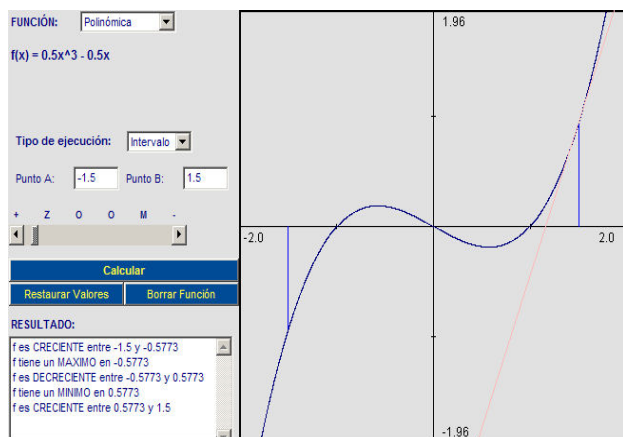 FUNCIÓN: Polinómica
f(x) = 0.5x^3 - 0.5x
Tipo de ejecución: Intervalo
Punto A: -1.5 Punto B: 1.5
+ Z O O M -
Calcular
Restaurar Valores Borrar Función
RESULTADO:
f es CRECIENTE entre -1.5 y -0.5773
f tiene un MAXIMO en -0.5773
f es DECRECIENTE entre -0.5773 y 0.5773
f tiene un MINIMO en 0.5773
f es CRECIENTE entre 0.5773 y 1.5
1.96
-2.0 2.0
-1.96